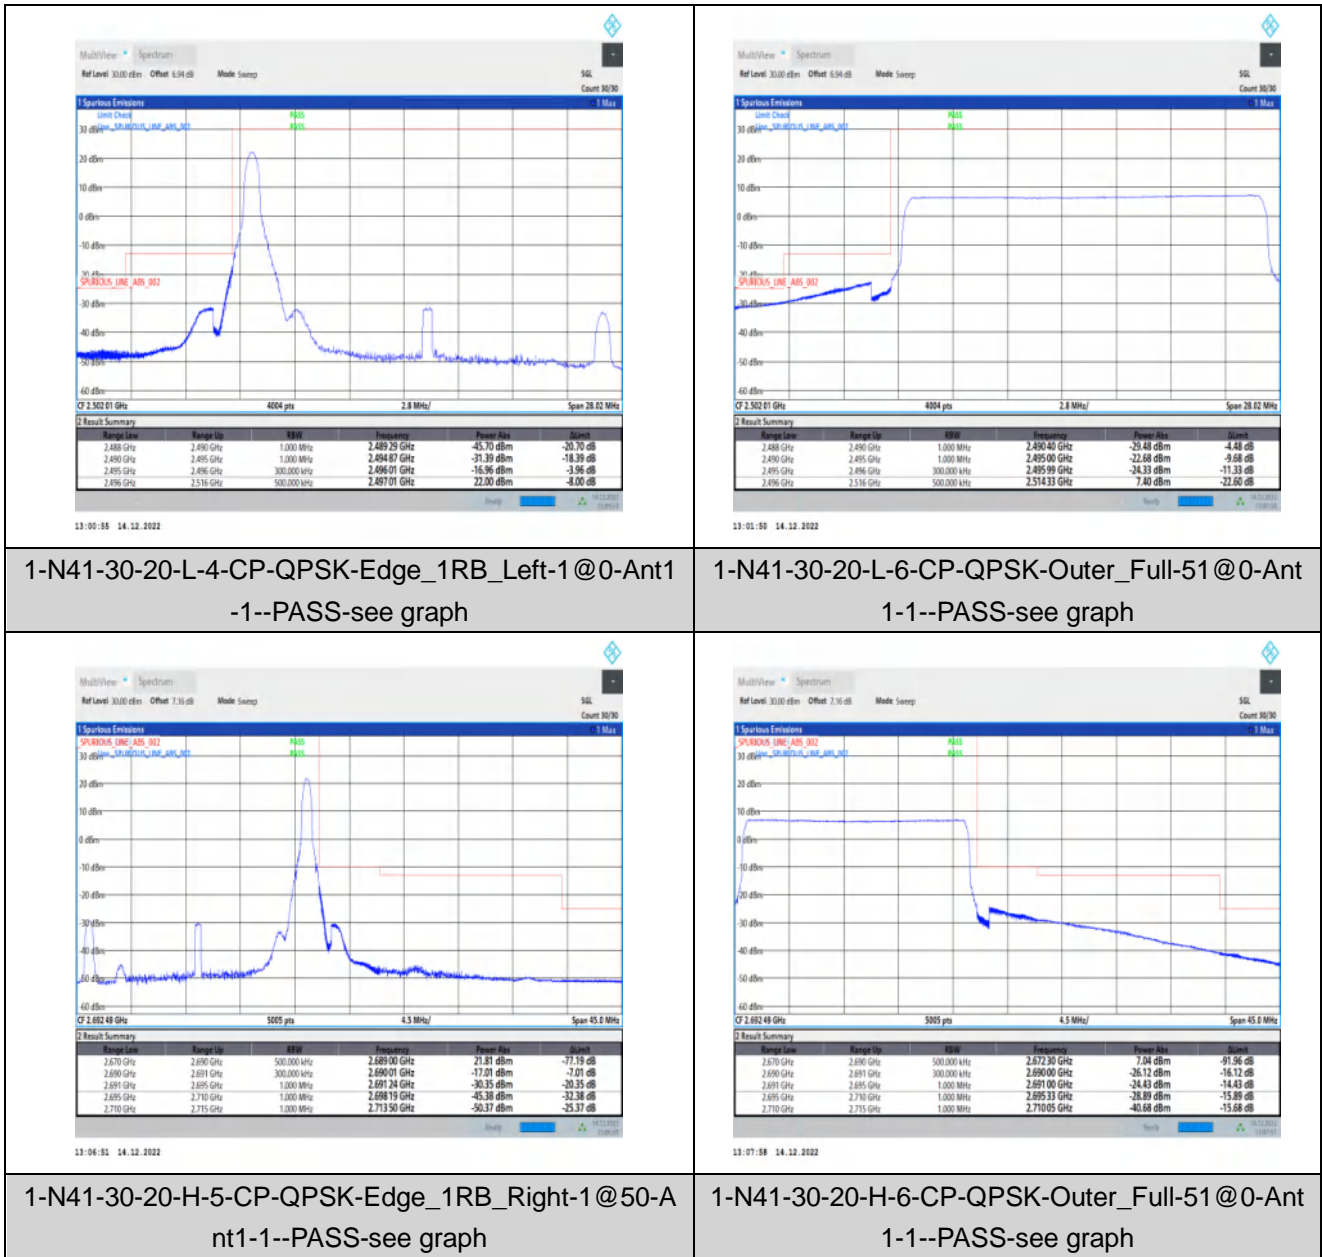 MultiView Spectrum
Ref Level 30.00 dBm Offset 6.94 dB Mode Sweep SGL
Count 30/30
1 Spurious Emissions 1 Max
Limit Check PASS
Line _SPURIOUS_LINE_ABS_002 PASS
30 dBm
20 dBm
10 dBm
0 dBm
-10 dBm
-20 dBm
SPURIOUS_LINE_ABS_002
-30 dBm
-40 dBm
-50 dBm
-60 dBm
CF 2.502 01 GHz 4004 pts 2.8 MHz/ Span 28.02 MHz
2 Result Summary
Range Low Range Up RBW Frequency Power Abs ΔLimit
2.488 GHz 2.490 GHz 1.000 MHz 2.489 29 GHz -45.70 dBm -20.70 dB
2.490 GHz 2.495 GHz 1.000 MHz 2.494 87 GHz -31.39 dBm -18.39 dB
2.495 GHz 2.496 GHz 300.000 kHz 2.496 01 GHz -16.96 dBm -3.96 dB
2.496 GHz 2.516 GHz 500.000 kHz 2.497 01 GHz 22.00 dBm -8.00 dB
Ready
13:00:55 14.12.2022
1-N41-30-20-L-4-CP-QPSK-Edge_1RB_Left-1@0-Ant1
-1--PASS-see graph
MultiView Spectrum
Ref Level 30.00 dBm Offset 6.94 dB Mode Sweep SGL
Count 30/30
1 Spurious Emissions 1 Max
Limit Check PASS
Line _SPURIOUS_LINE_ABS_002 PASS
30 dBm
20 dBm
10 dBm
0 dBm
-10 dBm
-20 dBm
SPURIOUS_LINE_ABS_002
-30 dBm
-40 dBm
-50 dBm
-60 dBm
CF 2.502 01 GHz 4004 pts 2.8 MHz/ Span 28.02 MHz
2 Result Summary
Range Low Range Up RBW Frequency Power Abs ΔLimit
2.488 GHz 2.490 GHz 1.000 MHz 2.490 40 GHz -29.48 dBm -4.48 dB
2.490 GHz 2.495 GHz 1.000 MHz 2.495 00 GHz -22.68 dBm -9.68 dB
2.495 GHz 2.496 GHz 300.000 kHz 2.495 99 GHz -24.33 dBm -11.33 dB
2.496 GHz 2.516 GHz 500.000 kHz 2.514 33 GHz 7.40 dBm -22.60 dB
Ready
13:01:50 14.12.2022
1-N41-30-20-L-6-CP-QPSK-Outer_Full-51@0-Ant
1-1--PASS-see graph
MultiView Spectrum
Ref Level 30.00 dBm Offset 7.16 dB Mode Sweep SGL
Count 30/30
1 Spurious Emissions 1 Max
SPURIOUS_LINE_ABS_002 PASS
30 dBm Line _SPURIOUS_LINE_ABS_002 PASS
20 dBm
10 dBm
0 dBm
-10 dBm
-20 dBm
-30 dBm
-40 dBm
-50 dBm
-60 dBm
CF 2.692 49 GHz 5005 pts 4.5 MHz/ Span 45.0 MHz
2 Result Summary
Range Low Range Up RBW Frequency Power Abs ΔLimit
2.670 GHz 2.690 GHz 500.000 kHz 2.689 00 GHz 21.81 dBm -77.19 dB
2.690 GHz 2.691 GHz 300.000 kHz 2.690 01 GHz -17.01 dBm -7.01 dB
2.691 GHz 2.695 GHz 1.000 MHz 2.691 24 GHz -30.35 dBm -20.35 dB
2.695 GHz 2.710 GHz 1.000 MHz 2.698 19 GHz -45.38 dBm -32.38 dB
2.710 GHz 2.715 GHz 1.000 MHz 2.713 50 GHz -50.37 dBm -25.37 dB
Ready
13:06:51 14.12.2022
1-N41-30-20-H-5-CP-QPSK-Edge_1RB_Right-1@50-A
nt1-1--PASS-see graph
MultiView Spectrum
Ref Level 30.00 dBm Offset 7.16 dB Mode Sweep SGL
Count 30/30
1 Spurious Emissions 1 Max
SPURIOUS_LINE_ABS_002 PASS
30 dBm Line _SPURIOUS_LINE_ABS_002 PASS
20 dBm
10 dBm
0 dBm
-10 dBm
-20 dBm
-30 dBm
-40 dBm
-50 dBm
-60 dBm
CF 2.692 49 GHz 5005 pts 4.5 MHz/ Span 45.0 MHz
2 Result Summary
Range Low Range Up RBW Frequency Power Abs ΔLimit
2.670 GHz 2.690 GHz 500.000 kHz 2.672 30 GHz 7.04 dBm -91.96 dB
2.690 GHz 2.691 GHz 300.000 kHz 2.690 00 GHz -26.12 dBm -16.12 dB
2.691 GHz 2.695 GHz 1.000 MHz 2.691 00 GHz -24.43 dBm -14.43 dB
2.695 GHz 2.710 GHz 1.000 MHz 2.695 33 GHz -28.89 dBm -15.89 dB
2.710 GHz 2.715 GHz 1.000 MHz 2.710 05 GHz -40.68 dBm -15.68 dB
Ready
13:07:58 14.12.2022
1-N41-30-20-H-6-CP-QPSK-Outer_Full-51@0-Ant
1-1--PASS-see graph